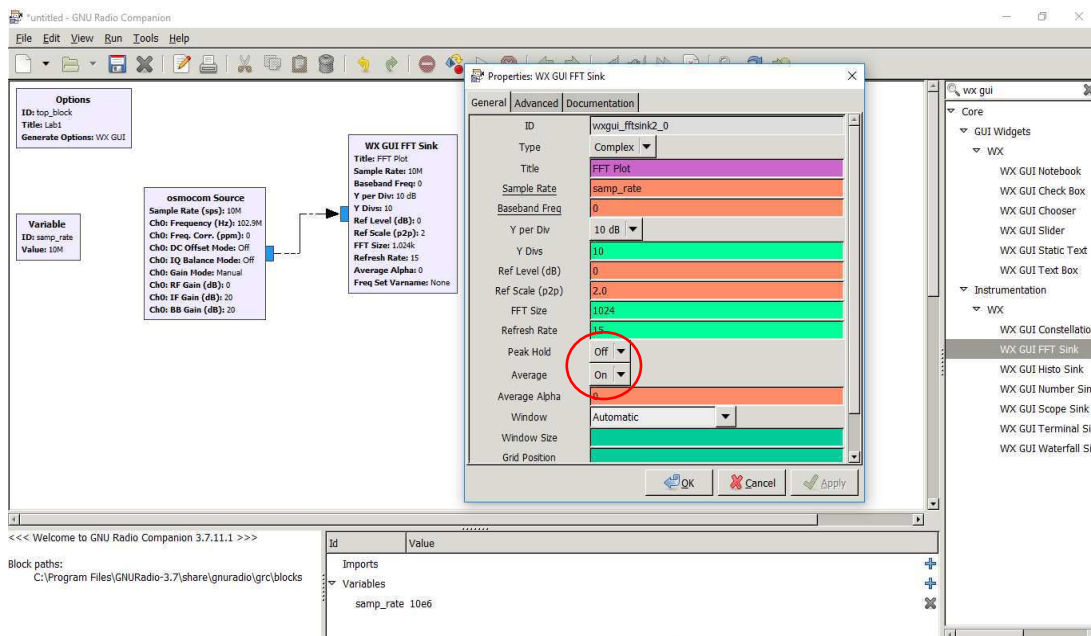 *untitled - GNU Radio Companion
File Edit View Run Tools Help
Options
ID: top_block
Title: Lab1
Generate Options: WX GUI
Variable
ID: samp_rate
Value: 10M
osmocom Source
Sample Rate (sps): 10M
Ch0: Frequency (Hz): 102.9M
Ch0: Freq. Corr. (ppm): 0
Ch0: DC Offset Mode: Off
Ch0: IQ Balance Mode: Off
Ch0: Gain Mode: Manual
Ch0: RF Gain (dB): 0
Ch0: IF Gain (dB): 20
Ch0: BB Gain (dB): 20
WX GUI FFT Sink
Title: FFT Plot
Sample Rate: 10M
Baseband Freq: 0
Y per Div: 10 dB
Y Divs: 10
Ref Level (dB): 0
Ref Scale (p2p): 2
FFT Size: 1.024k
Refresh Rate: 15
Average Alpha: 0
Freq Set Varname: None
Properties: WX GUI FFT Sink
General Advanced Documentation
ID wxgui_fftsink2_0
Type Complex
Title FFT Plot
Sample Rate samp_rate
Baseband Freq 0
Y per Div 10 dB
Y Divs 10
Ref Level (dB) 0
Ref Scale (p2p) 2.0
FFT Size 1024
Refresh Rate 15
Peak Hold Off
Average On
Average Alpha 0
Window Automatic
Window Size
Grid Position
OK Cancel Apply
wx gui
Core
GUI Widgets
WX
WX GUI Notebook
WX GUI Check Box
WX GUI Chooser
WX GUI Slider
WX GUI Static Text
WX GUI Text Box
Instrumentation
WX
WX GUI Constellatio
WX GUI FFT Sink
WX GUI Histo Sink
WX GUI Number Sin
WX GUI Scope Sink
WX GUI Terminal Si
WX GUI Waterfall Si
<<< Welcome to GNU Radio Companion 3.7.11.1 >>>
Block paths:
C:\Program Files\GNURadio-3.7\share\gnuradio\grc\blocks
Id Value
Imports
Variables
samp_rate 10e6